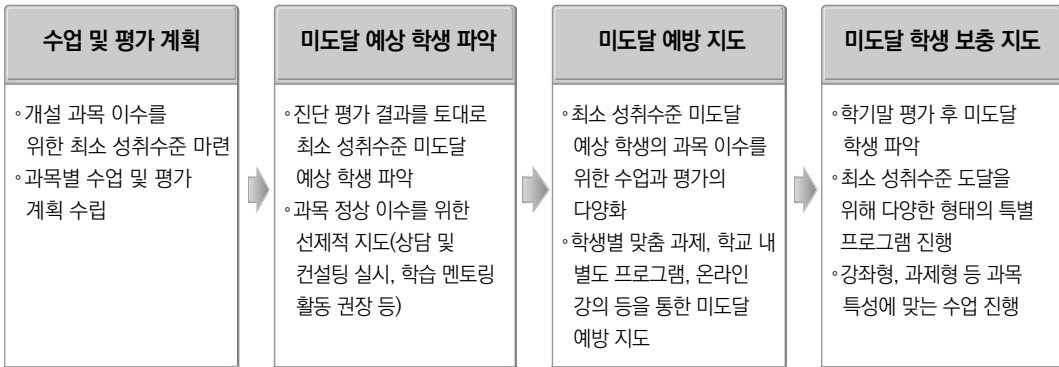 수업 및 평가 계획
◦개설 과목 이수를
위한 최소 성취수준 마련
◦과목별 수업 및 평가
계획 수립
미도달 예상 학생 파악
◦진단 평가 결과를 토대로
최소 성취수준 미도달
예상 학생 파악
◦과목 정상 이수를 위한
선제적 지도(상담 및
컨설팅 실시, 학습 멘토링
활동 권장 등)
미도달 예방 지도
◦최소 성취수준 미도달
예상 학생의 과목 이수를
위한 수업과 평가의
다양화
◦학생별 맞춤 과제, 학교 내
별도 프로그램, 온라인
강의 등을 통한 미도달
예방 지도
미도달 학생 보충 지도
◦학기말 평가 후 미도달
학생 파악
◦최소 성취수준 도달을
위해 다양한 형태의 특별
프로그램 진행
◦강좌형, 과제형 등 과목
특성에 맞는 수업 진행